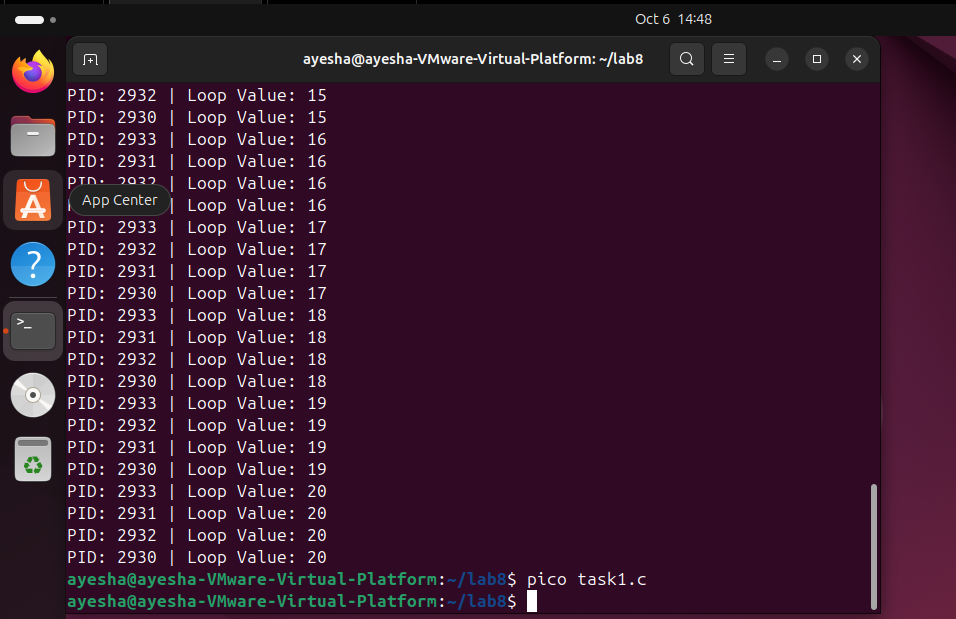 Oct 6 14:48
ayesha@ayesha-VMware-Virtual-Platform: ~/lab8
PID: 2932 | Loop Value: 15
PID: 2930 | Loop Value: 15
PID: 2933 | Loop Value: 16
PID: 2931 | Loop Value: 16
PID: 2932 | Loop Value: 16
App Center
| Loop Value: 16
PID: 2933 | Loop Value: 17
PID: 2932 | Loop Value: 17
PID: 2931 | Loop Value: 17
PID: 2930 | Loop Value: 17
PID: 2933 | Loop Value: 18
PID: 2931 | Loop Value: 18
PID: 2932 | Loop Value: 18
PID: 2930 | Loop Value: 18
PID: 2933 | Loop Value: 19
PID: 2932 | Loop Value: 19
PID: 2931 | Loop Value: 19
PID: 2930 | Loop Value: 19
PID: 2933 | Loop Value: 20
PID: 2931 | Loop Value: 20
PID: 2932 | Loop Value: 20
PID: 2930 | Loop Value: 20
ayesha@ayesha-VMware-Virtual-Platform:~/lab8$ pico task1.c
ayesha@ayesha-VMware-Virtual-Platform:~/lab8$